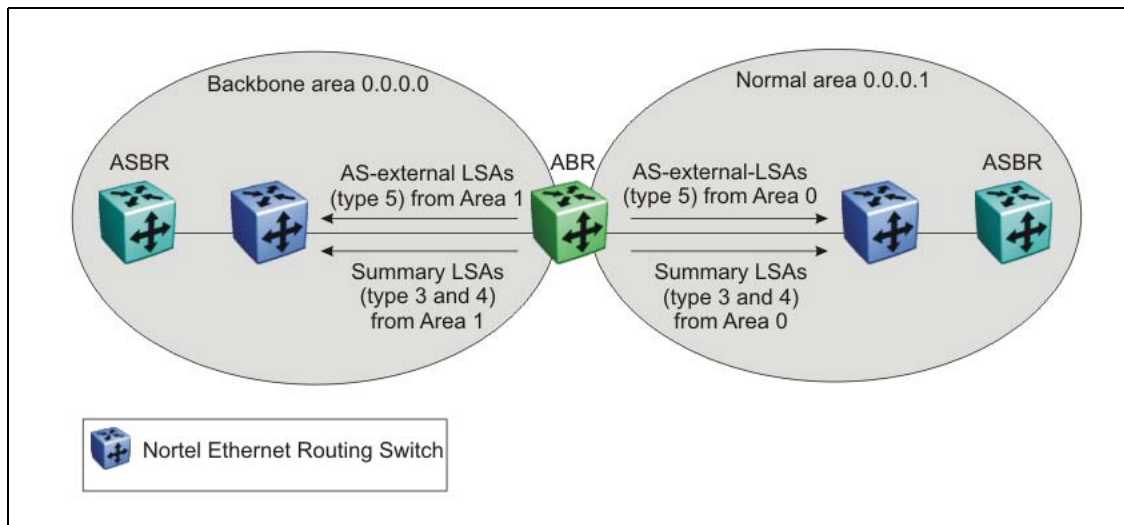 Backbone area 0.0.0.0
Normal area 0.0.0.1
ASBR
AS-external LSAs
(type 5) from Area 1
ABR
AS-external-LSAs
(type 5) from Area 0
ASBR
Summary LSAs
(type 3 and 4)
from Area 1
Summary LSAs
(type 3 and 4)
from Area 0
Nortel Ethernet Routing Switch